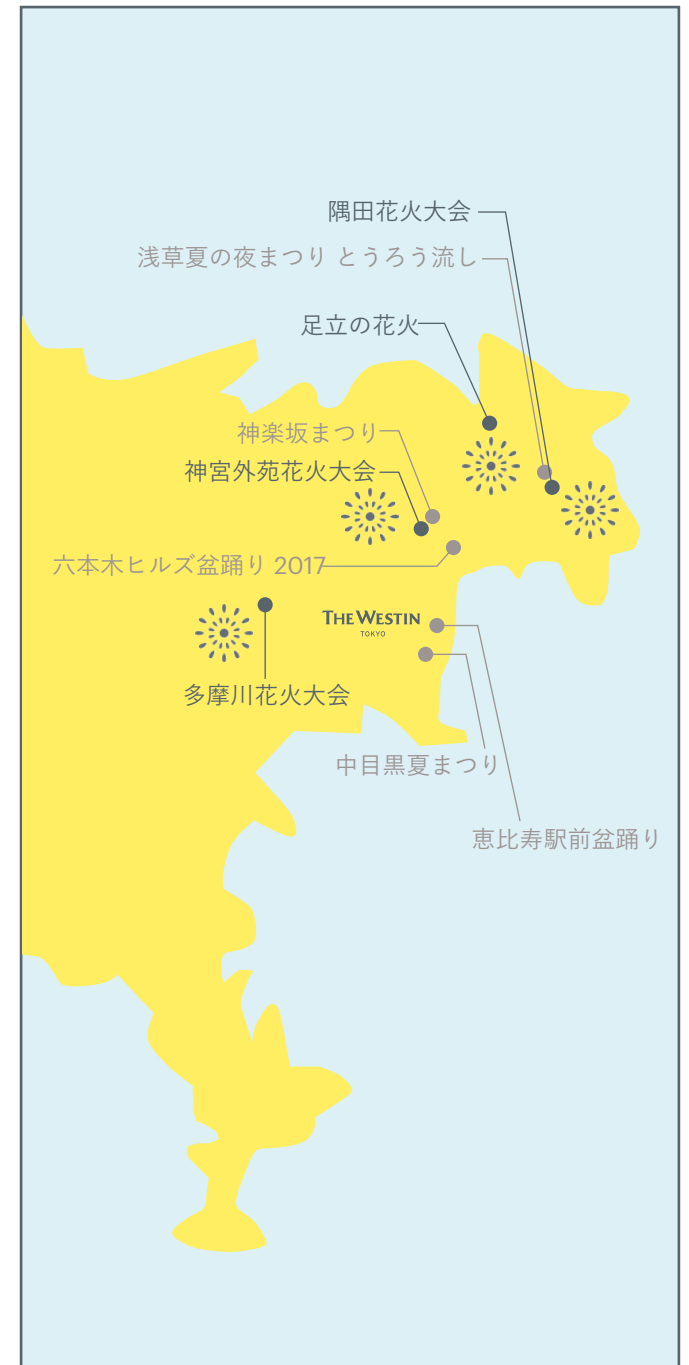 隅田花火大会
浅草夏の夜まつり とうろう流し
足立の花火
神楽坂まつり
神宮外苑花火大会
六本木ヒルズ盆踊り 2017
THE WESTIN
TOKYO
多摩川花火大会
中目黒夏まつり
恵比寿駅前盆踊り